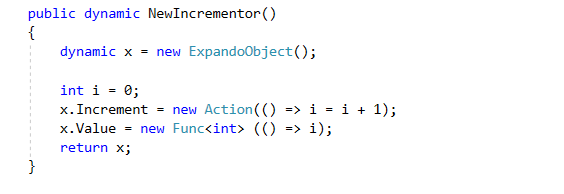 public dynamic NewIncrementor()
{
    dynamic x = new ExpandoObject();

    int i = 0;
    x.Increment = new Action(() => i = i + 1);
    x.Value = new Func<int> (() => i);
    return x;
}